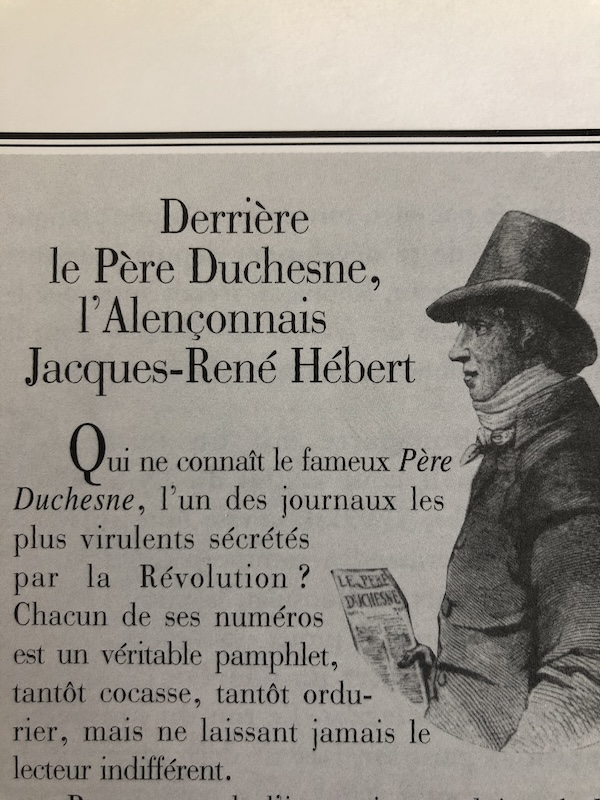 Derrière
le Père Duchesne,
l'Alençonnais
Jacques-René Hébert
Qui ne connaît le fameux Père
Duchesne, l'un des journaux les
plus virulents sécrétés
par la Révolution ?
Chacun de ses numéros
est un véritable pamphlet,
tantôt cocasse, tantôt ordu-
rier, mais ne laissant jamais le
lecteur indifférent.
LE PERE
DUCHESNE